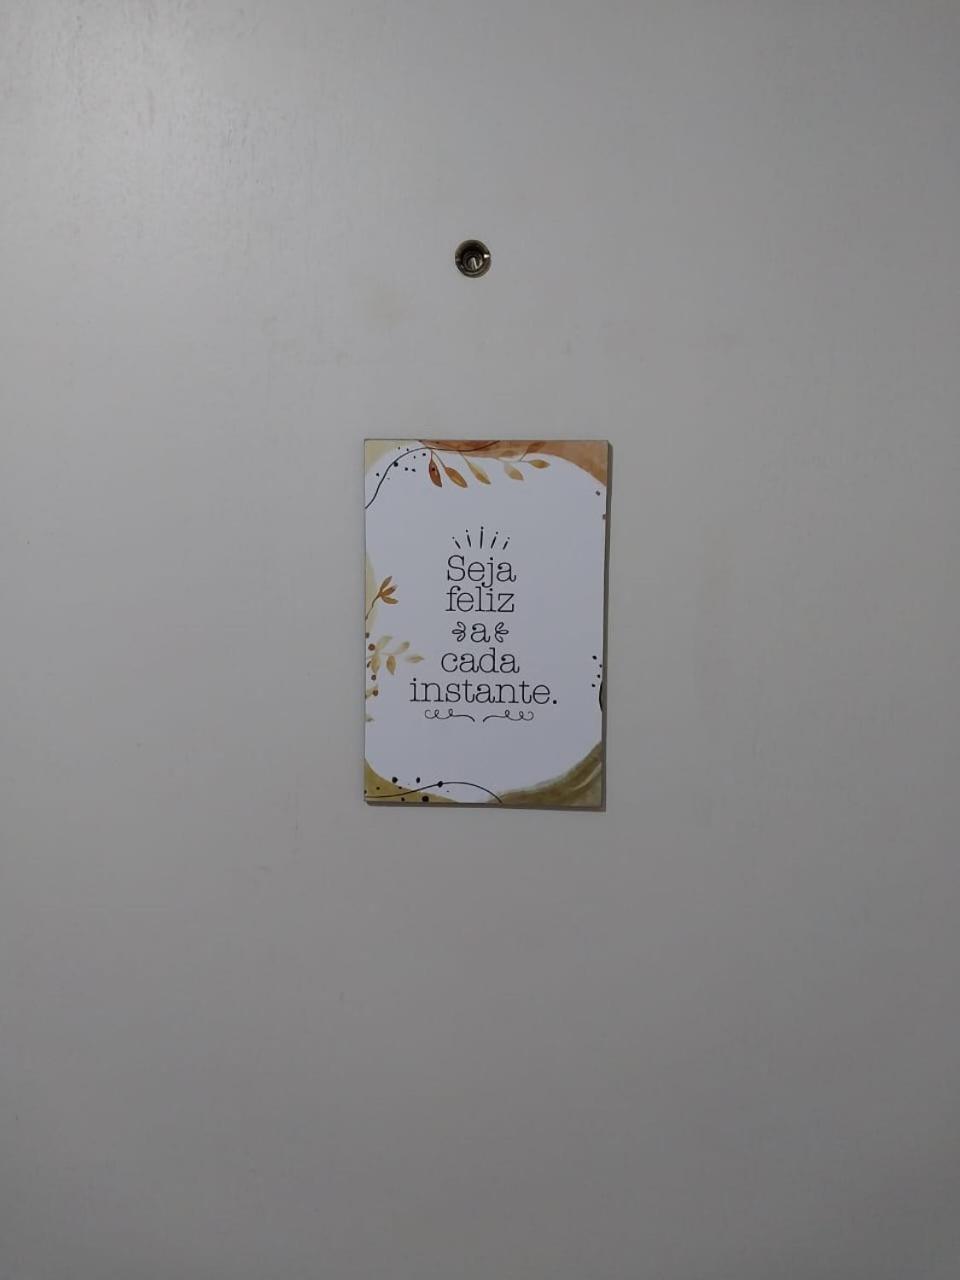 Seja
feliz
a
cada
instante.